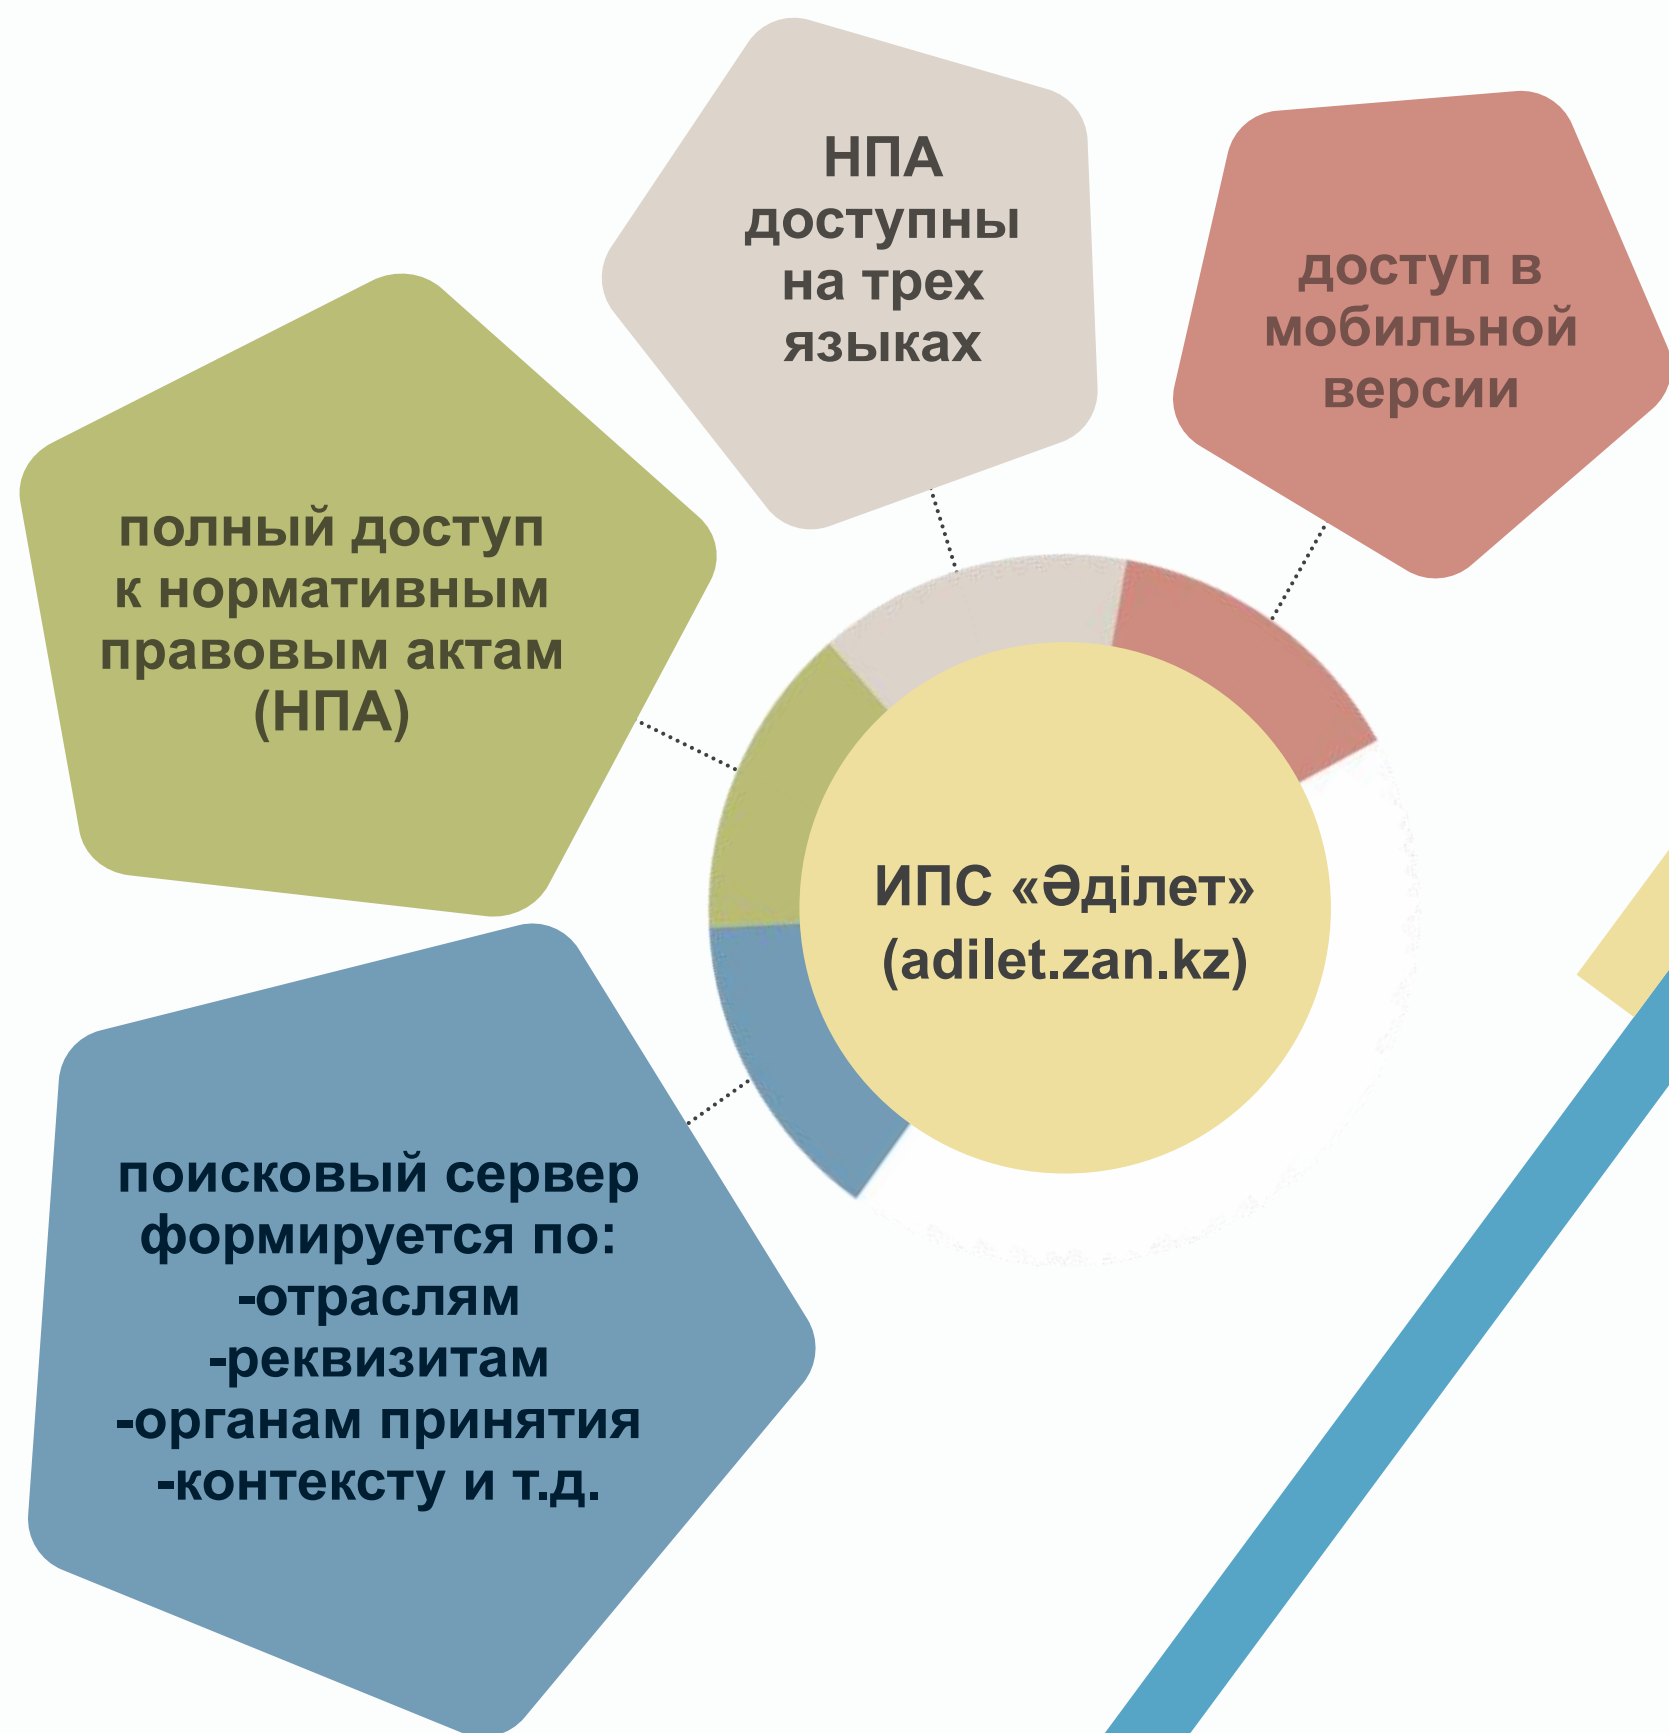 НПА
доступны
на трех
языках
доступ в
мобильной
версии
полный доступ
к нормативным
правовым актам
(НПА)
ИПС «Әділет»
(adilet.zan.kz)
поисковый сервер
формируется по:
-отраслям
-реквизитам
-органам принятия
-контексту и т.д.